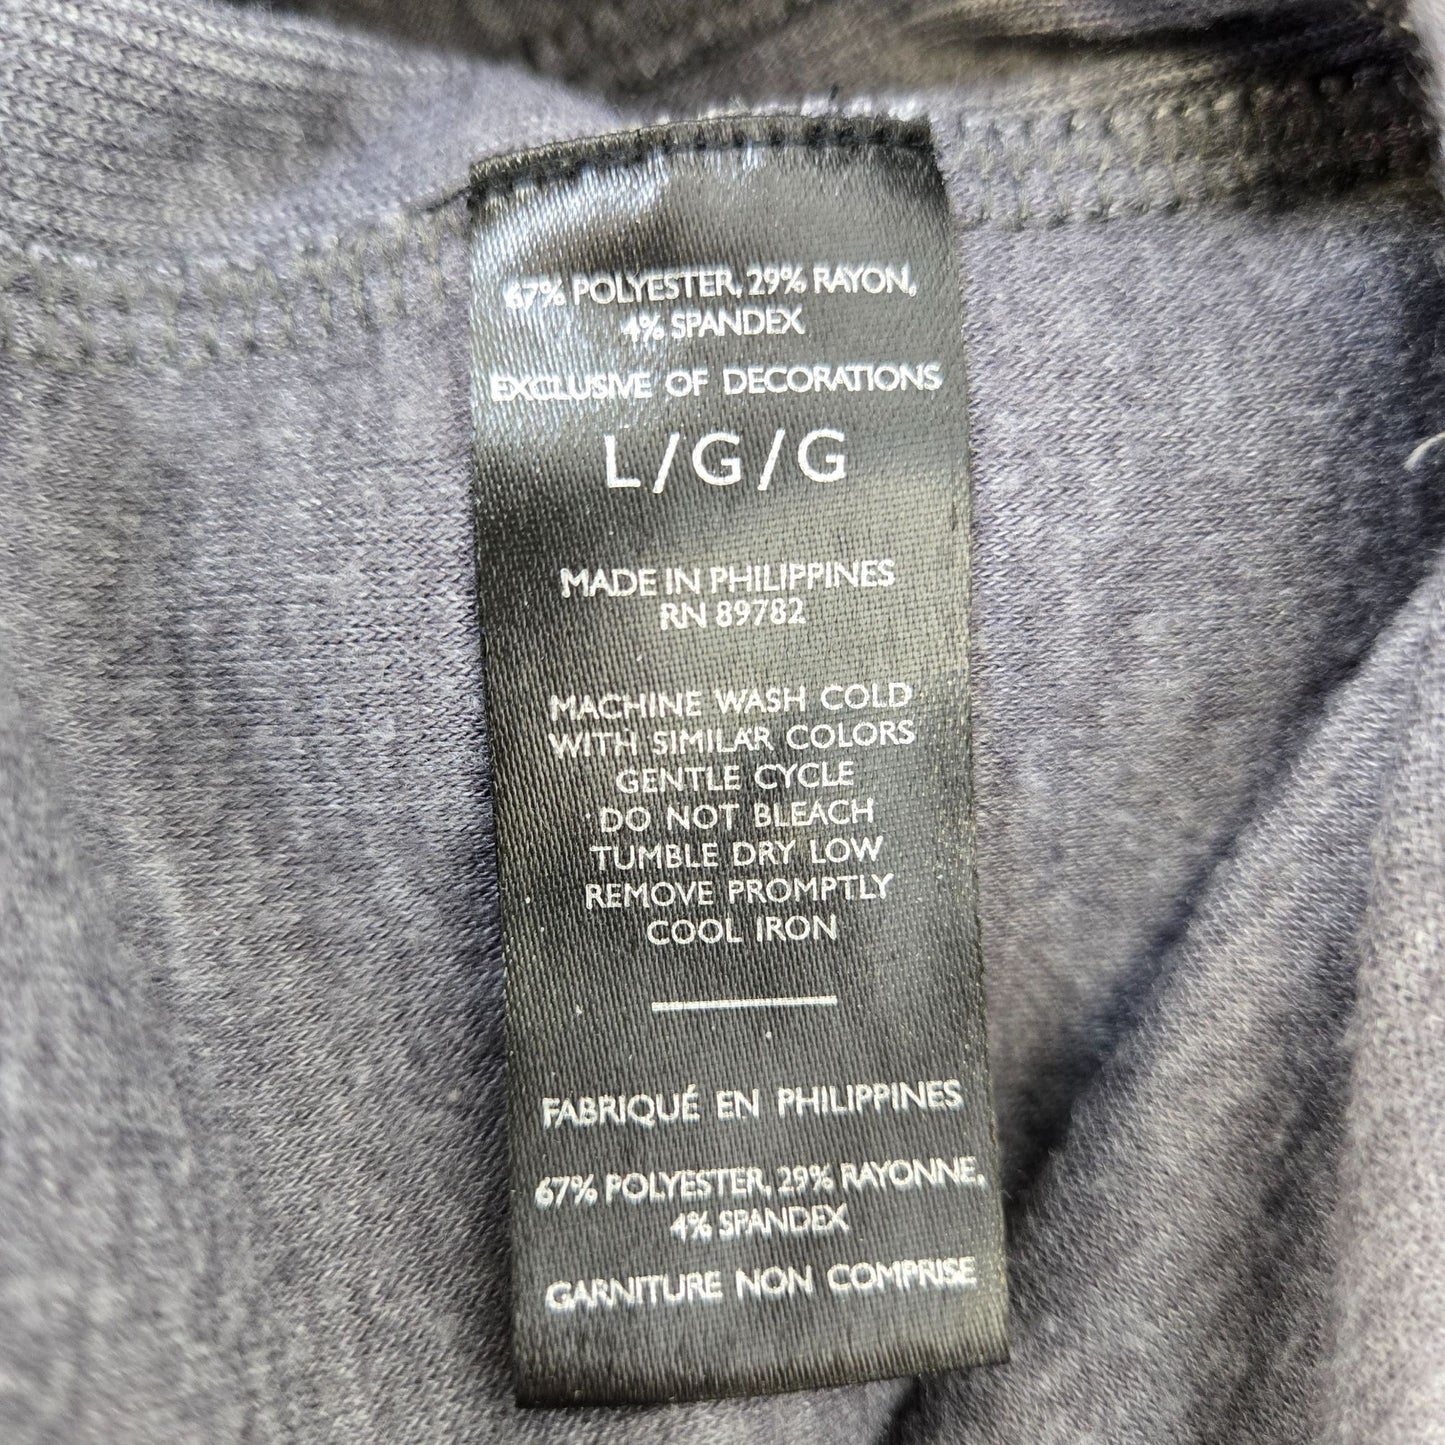 67% POLYESTER, 29% RAYON,
4% SPANDEX
EXCLUSIVE OF DECORATIONS
L/G/G
MADE IN PHILIPPINES
RN 89782
MACHINE WASH COLD
WITH SIMILAR COLORS
GENTLE CYCLE
DO NOT BLEACH
TUMBLE DRY LOW
REMOVE PROMPTLY
COOL IRON
FABRIQUÉ EN PHILIPPINES
67% POLYESTER, 29% RAYONNE,
4% SPANDEX
GARNITURE NON COMPRISE